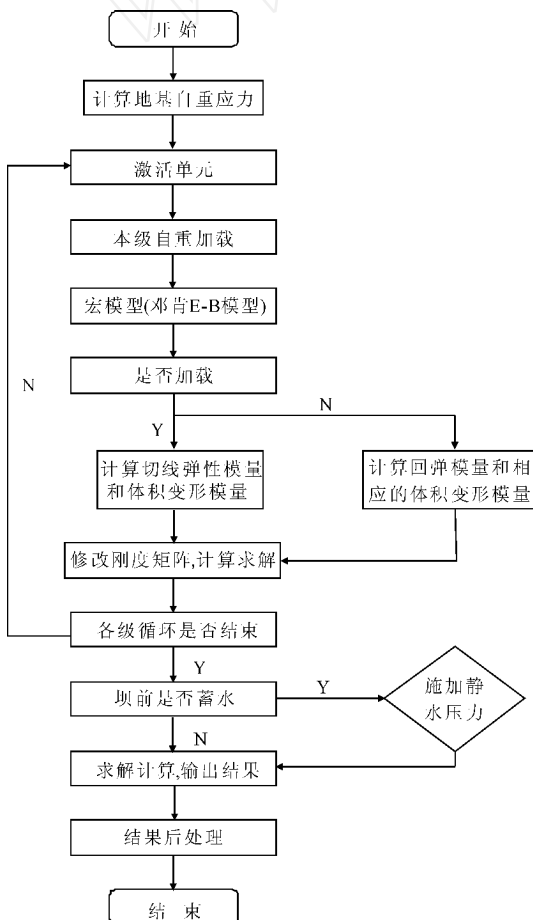 开 始
计算地基自重应力
激活单元
本级自重加载
宏模型(邓肯E-B模型)
是否加载
N
N
Y
计算切线弹性模量
和体积变形模量
计算回弹模量和相
应的体积变形模量
修改刚度矩阵,计算求解
各级循环是否结束
Y
坝前是否蓄水
Y
施加静
水压力
N
求解计算,输出结果
结果后处理
结 束